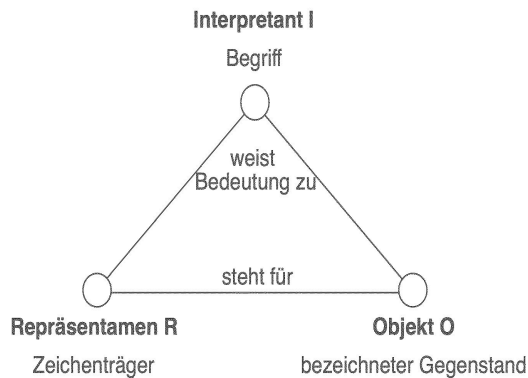 Interpretant I
Begriff
weist
Bedeutung zu
steht für
Repräsentamen R
Objekt O
Zeichenträger
bezeichneter Gegenstand